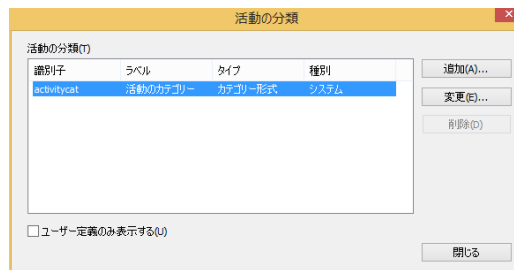 活動の分類
活動の分類(T)
識別子 ラベル タイプ 種別
activitycat 活動のカテゴリー カテゴリー形式 システム
追加(A)...
変更(E)...
削除(D)
ユーザー定義のみ表示する(U)
閉じる